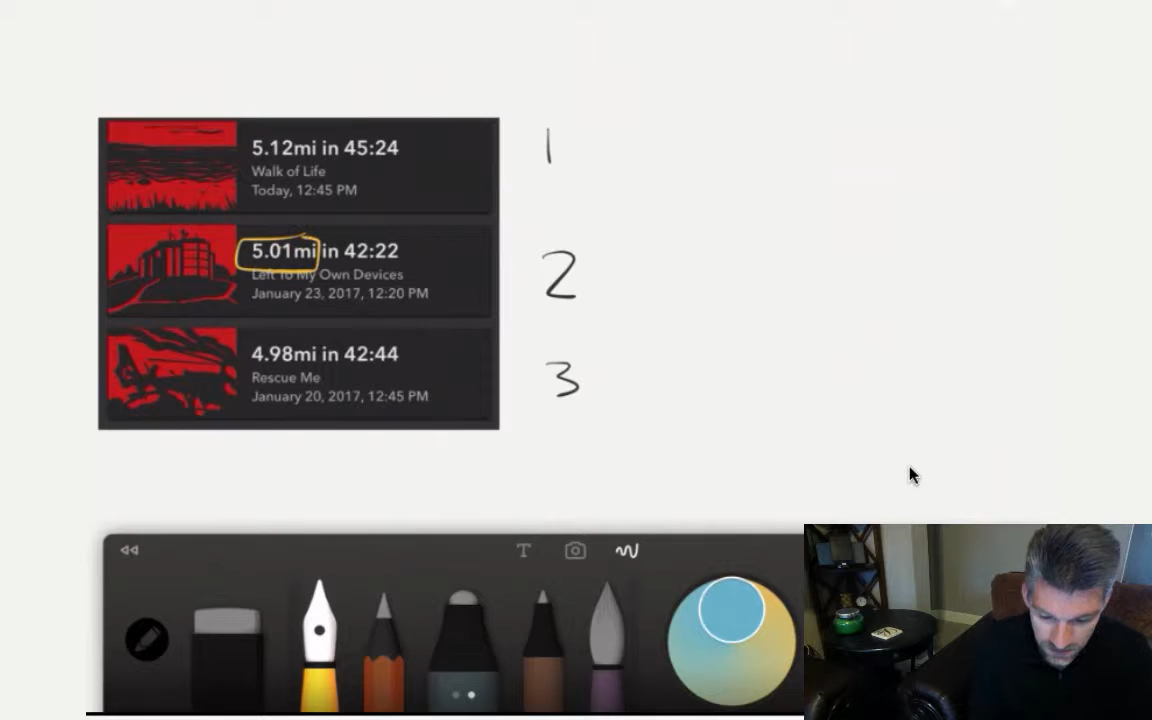 5.12mi in 45:24
Walk of Life
Today, 12:45 PM
1
5.01mi in 42:22
Left To My Own Devices
January 23, 2017, 12:20 PM
2
4.98mi in 42:44
Rescue Me
January 20, 2017, 12:45 PM
3
T